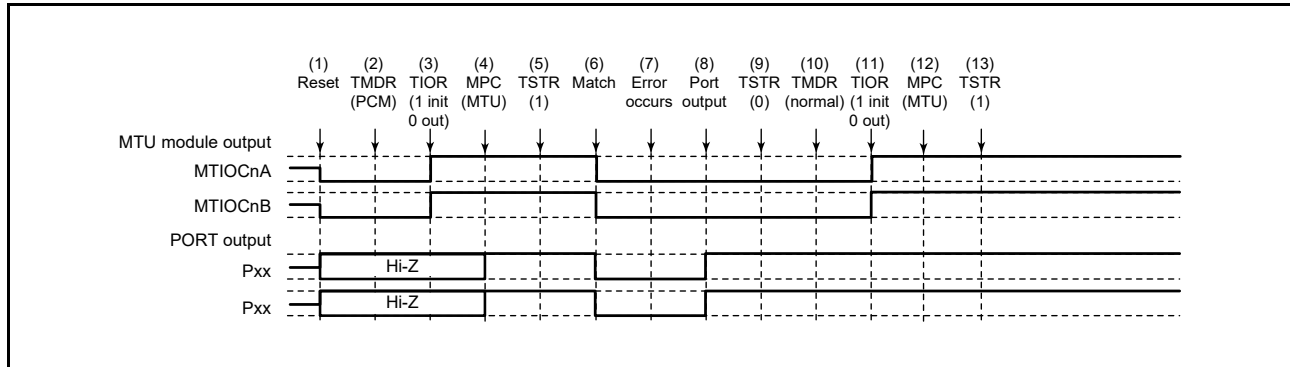 (1) (2) (3) (4) (5) (6) (7) (8) (9) (10) (11) (12) (13)
Reset TMDR TIOR MPC TSTR Match Error Port TSTR TMDR TIOR MPC TSTR
(PCM) (1 init (MTU) (1) occurs output (0) (normal) (1 init (MTU) (1)
0 out) 0 out)
MTU module output
MTIOCnA
MTIOCnB
PORT output
Pxx Hi-Z
Pxx Hi-Z